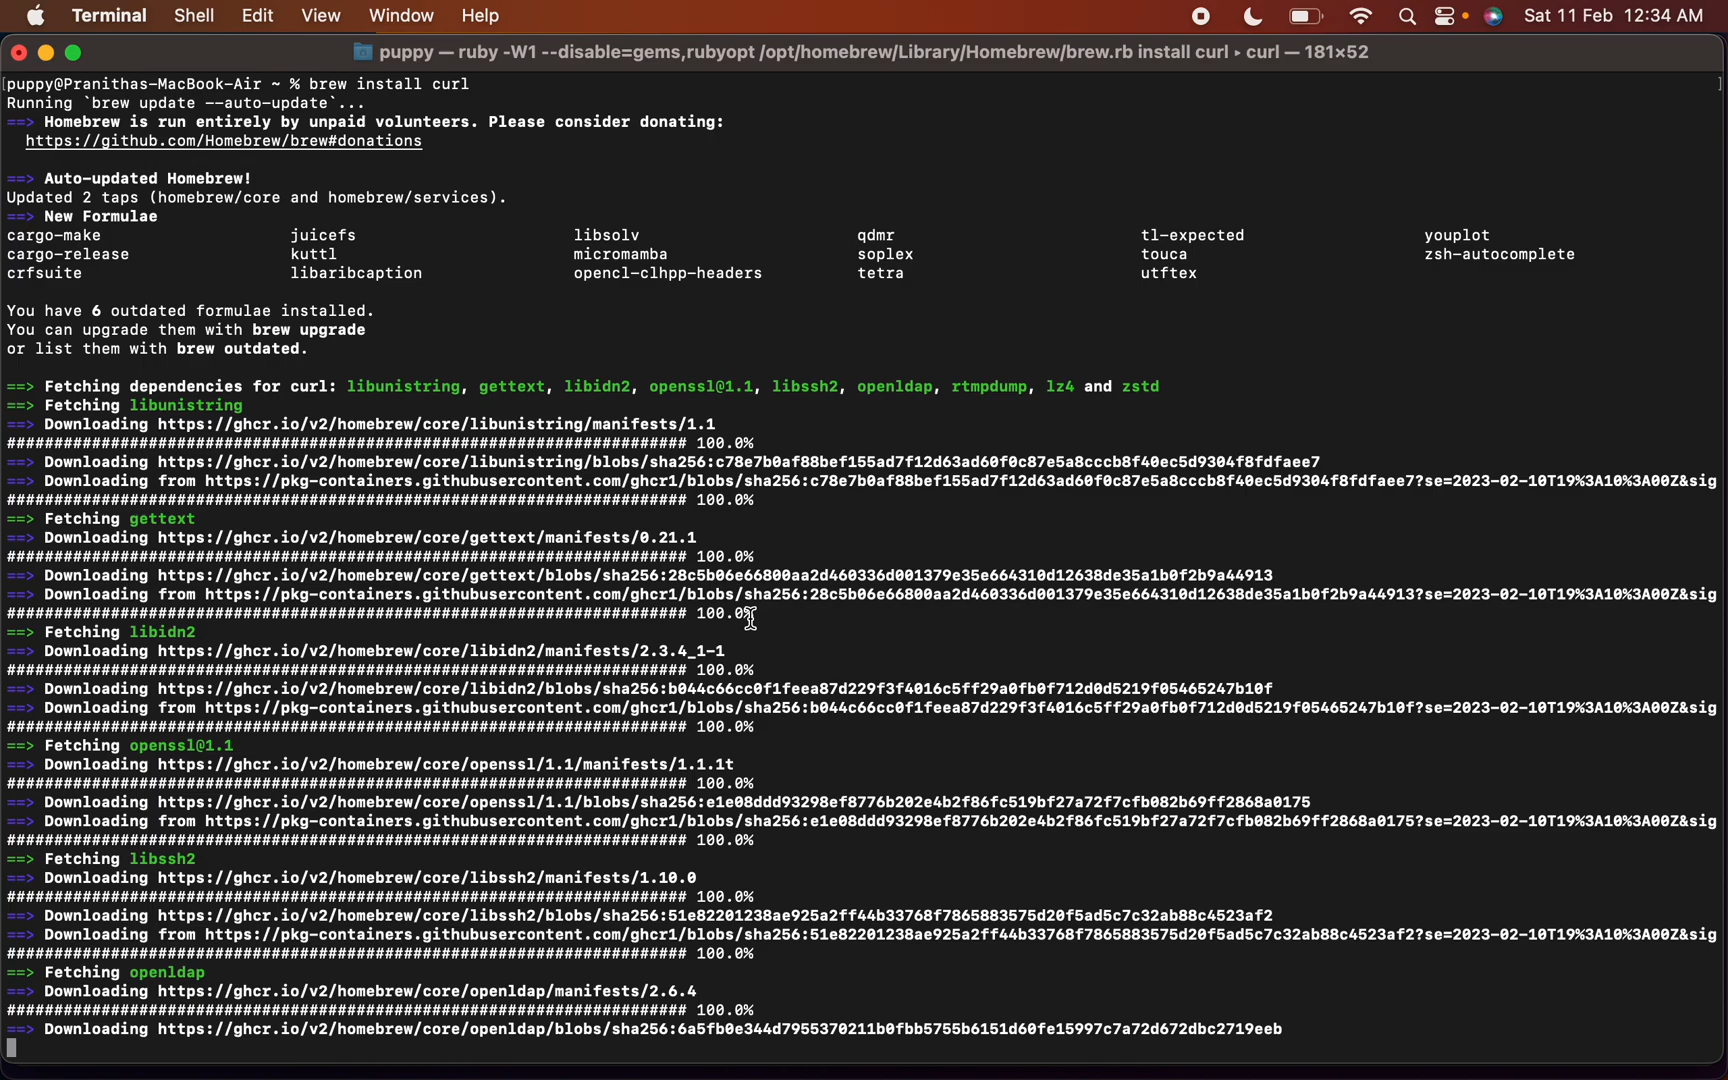 Terminal Shell Edit View Window Help Sat 11 Feb 12:34 AM
puppy — ruby -W1 --disable=gems,rubyopt /opt/homebrew/Library/Homebrew/brew.rb install curl ▸ curl — 181×52
[puppy@Pranithas-MacBook-Air ~ % brew install curl ]
Running `brew update --auto-update`...
==> Homebrew is run entirely by unpaid volunteers. Please consider donating:
https://github.com/Homebrew/brew#donations
==> Auto-updated Homebrew!
Updated 2 taps (homebrew/core and homebrew/services).
==> New Formulae
cargo-make juicefs libsolv qdmr tl-expected youplot
cargo-release kuttl micromamba soplex touca zsh-autocomplete
crfsuite libaribcaption opencl-clhpp-headers tetra utftex
You have 6 outdated formulae installed.
You can upgrade them with brew upgrade
or list them with brew outdated.
==> Fetching dependencies for curl: libunistring, gettext, libidn2, openssl@1.1, libssh2, openldap, rtmpdump, lz4 and zstd
==> Fetching libunistring
==> Downloading https://ghcr.io/v2/homebrew/core/libunistring/manifests/1.1
######################################################################## 100.0%
==> Downloading https://ghcr.io/v2/homebrew/core/libunistring/blobs/sha256:c78e7b0af88bef155ad7f12d63ad60f0c87e5a8cccb8f40ec5d9304f8fdfaee7
==> Downloading from https://pkg-containers.githubusercontent.com/ghcr1/blobs/sha256:c78e7b0af88bef155ad7f12d63ad60f0c87e5a8cccb8f40ec5d9304f8fdfaee7?se=2023-02-10T19%3A10%3A00Z&sig
######################################################################## 100.0%
==> Fetching gettext
==> Downloading https://ghcr.io/v2/homebrew/core/gettext/manifests/0.21.1
######################################################################## 100.0%
==> Downloading https://ghcr.io/v2/homebrew/core/gettext/blobs/sha256:28c5b06e66800aa2d460336d001379e35e664310d12638de35a1b0f2b9a44913
==> Downloading from https://pkg-containers.githubusercontent.com/ghcr1/blobs/sha256:28c5b06e66800aa2d460336d001379e35e664310d12638de35a1b0f2b9a44913?se=2023-02-10T19%3A10%3A00Z&sig
######################################################################## 100.0%
==> Fetching libidn2
==> Downloading https://ghcr.io/v2/homebrew/core/libidn2/manifests/2.3.4_1-1
######################################################################## 100.0%
==> Downloading https://ghcr.io/v2/homebrew/core/libidn2/blobs/sha256:b044c66cc0f1feea87d229f3f4016c5ff29a0fb0f712d0d5219f05465247b10f
==> Downloading from https://pkg-containers.githubusercontent.com/ghcr1/blobs/sha256:b044c66cc0f1feea87d229f3f4016c5ff29a0fb0f712d0d5219f05465247b10f?se=2023-02-10T19%3A10%3A00Z&sig
######################################################################## 100.0%
==> Fetching openssl@1.1
==> Downloading https://ghcr.io/v2/homebrew/core/openssl/1.1/manifests/1.1.1t
######################################################################## 100.0%
==> Downloading https://ghcr.io/v2/homebrew/core/openssl/1.1/blobs/sha256:e1e08ddd93298ef8776b202e4b2f86fc519bf27a72f7cfb082b69ff2868a0175
==> Downloading from https://pkg-containers.githubusercontent.com/ghcr1/blobs/sha256:e1e08ddd93298ef8776b202e4b2f86fc519bf27a72f7cfb082b69ff2868a0175?se=2023-02-10T19%3A10%3A00Z&sig
######################################################################## 100.0%
==> Fetching libssh2
==> Downloading https://ghcr.io/v2/homebrew/core/libssh2/manifests/1.10.0
######################################################################## 100.0%
==> Downloading https://ghcr.io/v2/homebrew/core/libssh2/blobs/sha256:51e82201238ae925a2ff44b33768f7865883575d20f5ad5c7c32ab88c4523af2
==> Downloading from https://pkg-containers.githubusercontent.com/ghcr1/blobs/sha256:51e82201238ae925a2ff44b33768f7865883575d20f5ad5c7c32ab88c4523af2?se=2023-02-10T19%3A10%3A00Z&sig
######################################################################## 100.0%
==> Fetching openldap
==> Downloading https://ghcr.io/v2/homebrew/core/openldap/manifests/2.6.4
######################################################################## 100.0%
==> Downloading https://ghcr.io/v2/homebrew/core/openldap/blobs/sha256:6a5fb0e344d7955370211b0fbb5755b6151d60fe15997c7a72d672dbc2719eeb